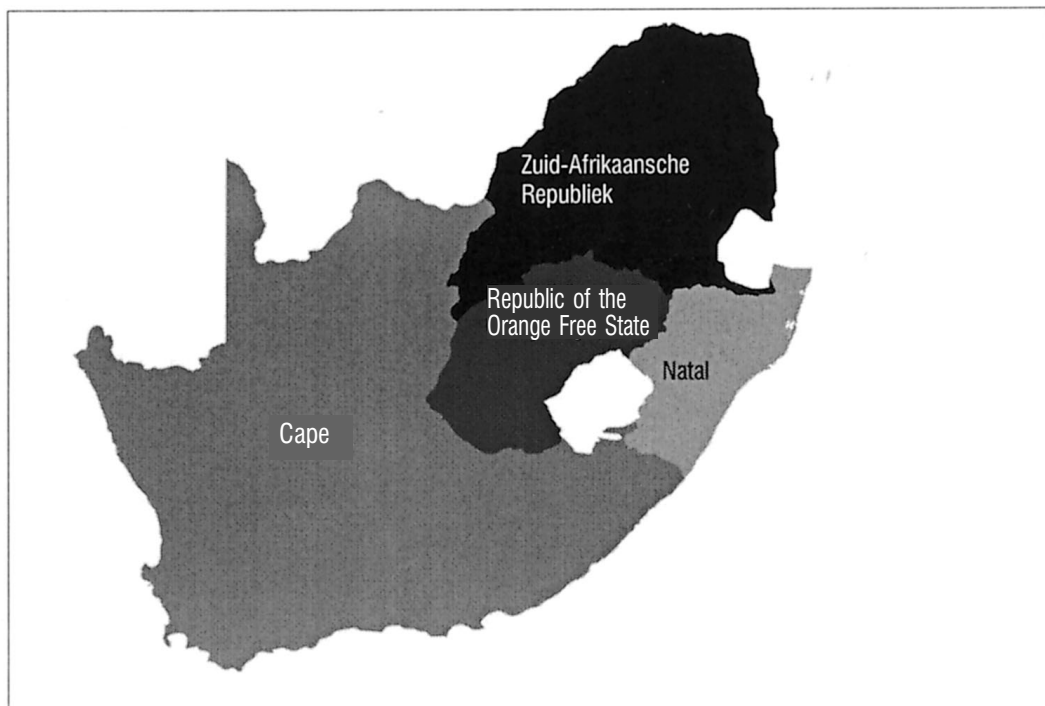 Zuid-Afrikaansche
Republiek
Republic of the
Orange Free State
Natal
Cape